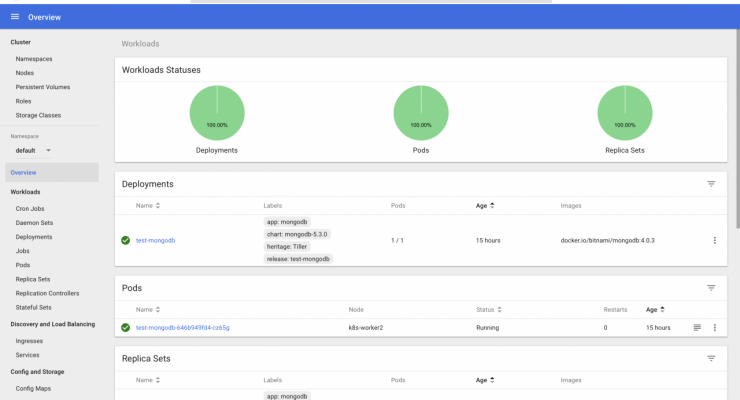 Overview
Cluster
Namespaces
Nodes
Persistent Volumes
Roles
Storage Classes
Namespace
default
Overview
Workloads
Cron Jobs
Daemon Sets
Deployments
Jobs
Pods
Replica Sets
Replication Controllers
Stateful Sets
Discovery and Load Balancing
Ingresses
Services
Config and Storage
Config Maps
Workloads
Workloads Statuses
100.00% 100.00% 100.00%
Deployments Pods Replica Sets
Deployments
Name Labels Pods Age Images
app: mongodb
chart: mongodb-5.3.0
test-mongodb 1 / 1 15 hours docker.io/bitnami/mongodb:4.0.3
heritage: Tiller
release: test-mongodb
Pods
Name Node Status Restarts Age
test-mongodb-646b949fd4-cz65g k8s-worker2 Running 0 15 hours
Replica Sets
Name Labels Pods Age Images
app: mongodb